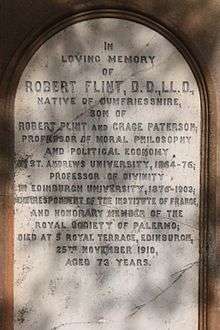 IN
LOVING MEMORY
OF
ROBERT FLINT, D.D., LL.D.,
NATIVE OF DUMFRIESSHIRE,
SON OF
ROBERT FLINT AND GRACE PATERSON,
PROFESSOR OF MORAL PHILOSOPHY
AND POLITICAL ECONOMY
ST. ANDREWS UNIVERSITY, 1864-76;
PROFESSOR OF DIVINITY
IN EDINBURGH UNIVERSITY, 1876-1903;
CORRESPONDENT OF THE INSTITUTE OF FRANCE,
AND HONORARY MEMBER OF THE
ROYAL SOCIETY OF PALERMO;
DIED AT 5 ROYAL TERRACE, EDINBURGH,
25TH NOVEMBER 1910,
AGED 73 YEARS.